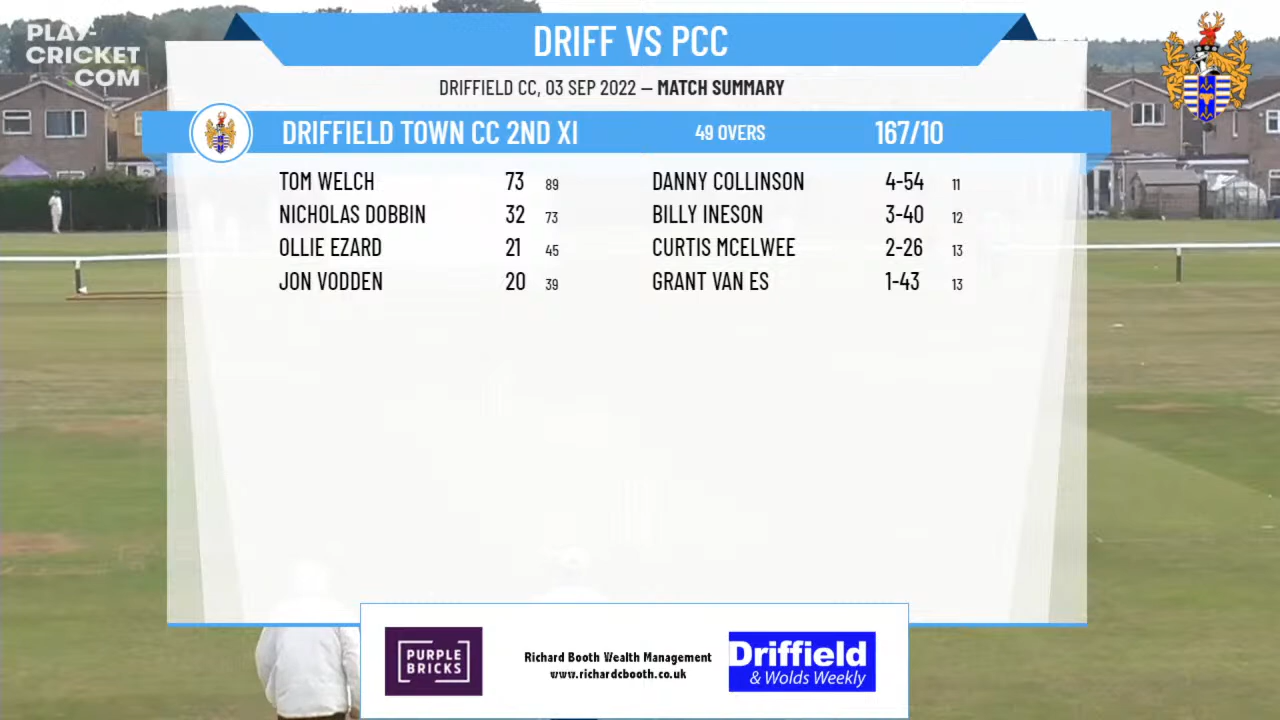 PLAY-
CRICKET
COM
DRIFF VS PCC
DRIFFIELD CC, 03 SEP 2022 – MATCH SUMMARY
DRIFFIELD TOWN CC 2ND XI 49 OVERS 167/10
TOM WELCH 73 89 DANNY COLLINSON 4-54 11
NICHOLAS DOBBIN 32 73 BILLY INESON 3-40 12
OLLIE EZARD 21 45 CURTIS MCELWEE 2-26 13
JON VODDEN 20 39 GRANT VAN ES 1-43 13
PURPLE
BRICKS
Richard Booth Wealth Management
www.richardcbooth.co.uk
Driffield
& Wolds Weekly